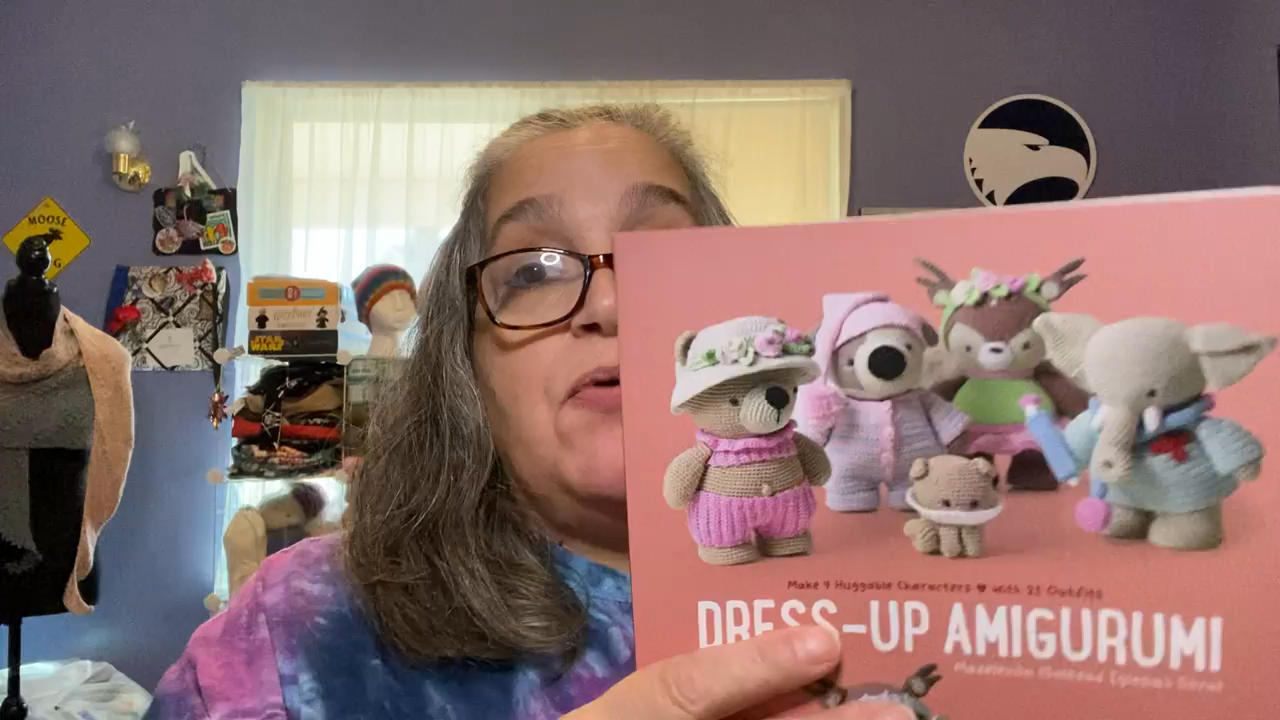 MOOSE
STAR
WARS
Make 4 Huggable Characters ♥ with 21 Outfits
DRESS-UP AMIGURUMI